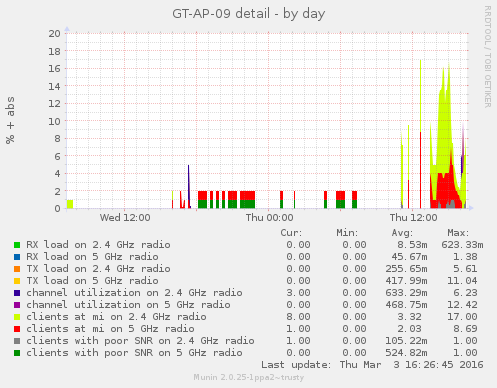 GT-AP-09 detail - by day
RRDTOOL / TOBI OETIKER
% + abs
20
18
16
14
12
10
8
6
4
2
0
Wed 12:00 Thu 00:00 Thu 12:00
Cur: Min: Avg: Max:
RX load on 2.4 GHz radio 0.00 0.00 8.53m 623.33m
RX load on 5 GHz radio 0.00 0.00 45.67m 1.38
TX load on 2.4 GHz radio 0.00 0.00 255.65m 5.61
TX load on 5 GHz radio 0.00 0.00 417.99m 11.04
channel utilization on 2.4 GHz radio 3.00 0.00 633.29m 6.23
channel utilization on 5 GHz radio 0.00 0.00 468.75m 12.42
clients at mi on 2.4 GHz radio 8.00 0.00 3.32 17.00
clients at mi on 5 GHz radio 1.00 0.00 2.03 8.69
clients with poor SNR on 2.4 GHz radio 1.00 0.00 105.22m 1.00
clients with poor SNR on 5 GHz radio 0.00 0.00 524.82m 1.00
Last update: Thu Mar 3 16:26:45 2016
Munin 2.0.25-1ppa2~trusty